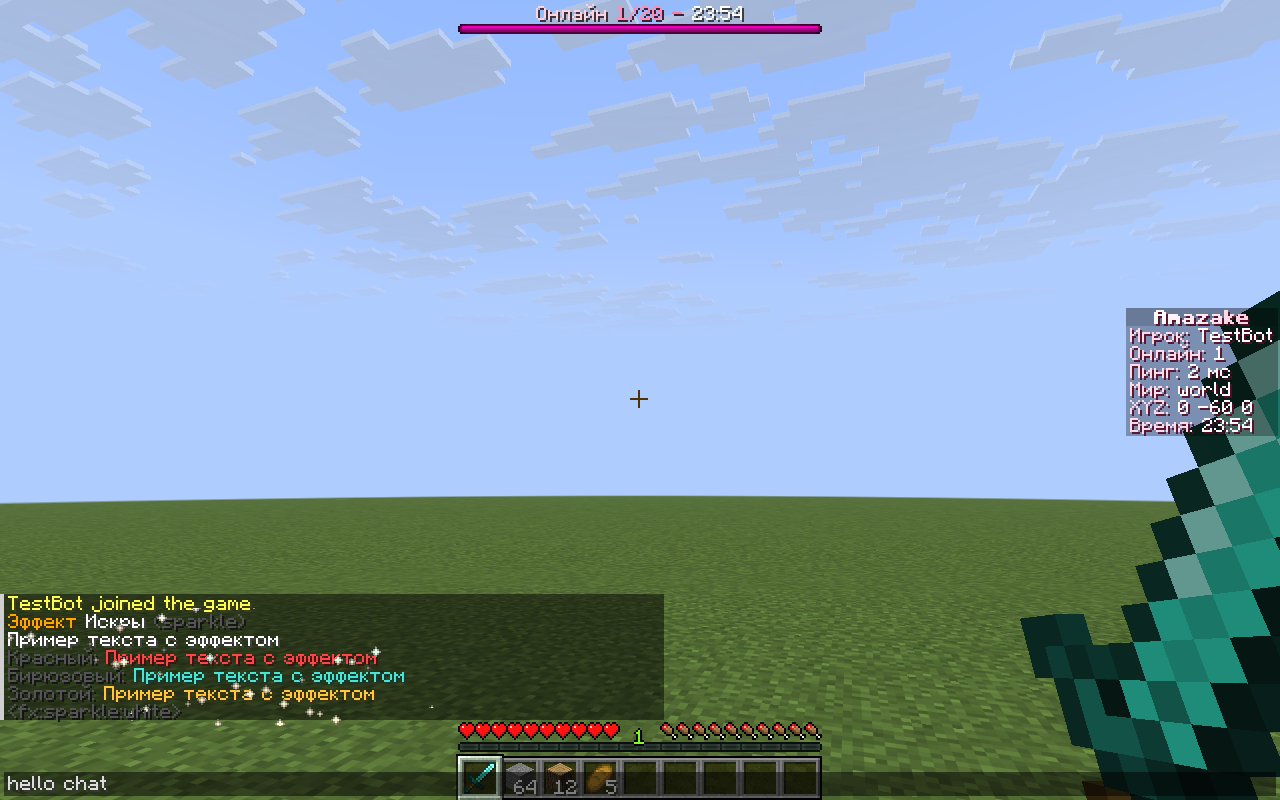 Онлайн 1/20 - 23:54
Amazake
Игрок: TestBot
Онлайн: 1
Пинг: 2 мс
Мир: world
XYZ: 0 -60 0
Время: 23:54
TestBot joined the game
Эффект Искры (sparkle)
Пример текста с эффектом
Красный: Пример текста с эффектом
Бирюзовый: Пример текста с эффектом
Золотой: Пример текста с эффектом
<fx:sparkle:white>
1
64 12 5
hello chat